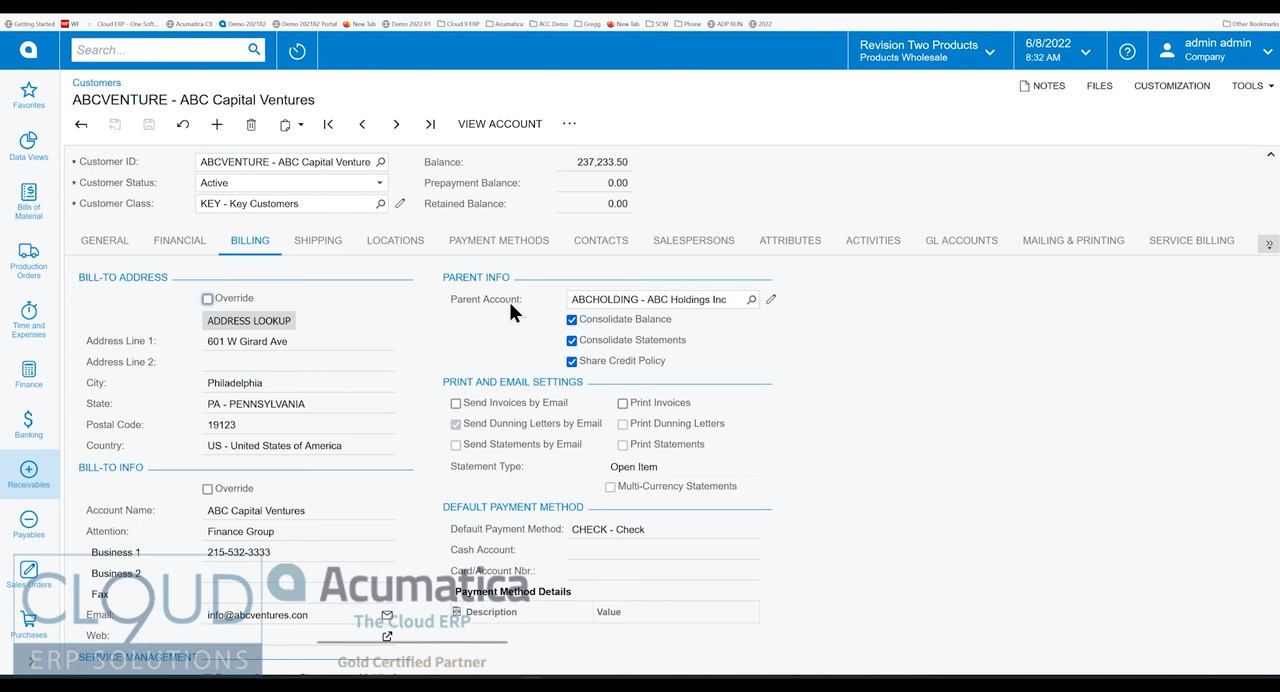 Getting Started WF Cloud ERP - One Soft... Acumatica C9 Demo 2021R2 Demo 2021R2 Portal New Tab Demo 2022 R1 Cloud 9 ERP Acumatica ACC Demo Gregg New Tab SCW Phone ADP RUN 2022 Other Bookmarks
Search... Revision Two Products 6/8/2022 admin admin
Products Wholesale 8:32 AM Company
Customers
ABCVENTURE - ABC Capital Ventures
NOTES FILES CUSTOMIZATION TOOLS
VIEW ACCOUNT ...
Favorites
Data Views
Bills of
Material
Production
Orders
Time and
Expenses
Finance
Banking
Receivables
Payables
Sales Orders
Purchases
* Customer ID: ABCVENTURE - ABC Capital Venture Balance: 237,233.50
* Customer Status: Active Prepayment Balance: 0.00
* Customer Class: KEY - Key Customers Retained Balance: 0.00
GENERAL FINANCIAL BILLING SHIPPING LOCATIONS PAYMENT METHODS CONTACTS SALESPERSONS ATTRIBUTES ACTIVITIES GL ACCOUNTS MAILING & PRINTING SERVICE BILLING
BILL-TO ADDRESS
Override
ADDRESS LOOKUP
Address Line 1: 601 W Girard Ave
Address Line 2:
City: Philadelphia
State: PA - PENNSYLVANIA
Postal Code: 19123
Country: US - United States of America
BILL-TO INFO
Override
Account Name: ABC Capital Ventures
Attention: Finance Group
Business 1 215-532-3333
Business 2
Fax
Email: info@abcventures.con
Web:
SERVICE MANAGEMENT
PARENT INFO
Parent Account: ABCHOLDING - ABC Holdings Inc
Consolidate Balance
Consolidate Statements
Share Credit Policy
PRINT AND EMAIL SETTINGS
Send Invoices by Email Print Invoices
Send Dunning Letters by Email Print Dunning Letters
Send Statements by Email Print Statements
Statement Type: Open Item
Multi-Currency Statements
DEFAULT PAYMENT METHOD
Default Payment Method: CHECK - Check
Cash Account:
Card/Account Nbr.:
Payment Method Details
Description Value
CLOUD 9
ERP SOLUTIONS
Acumatica
The Cloud ERP
Gold Certified Partner